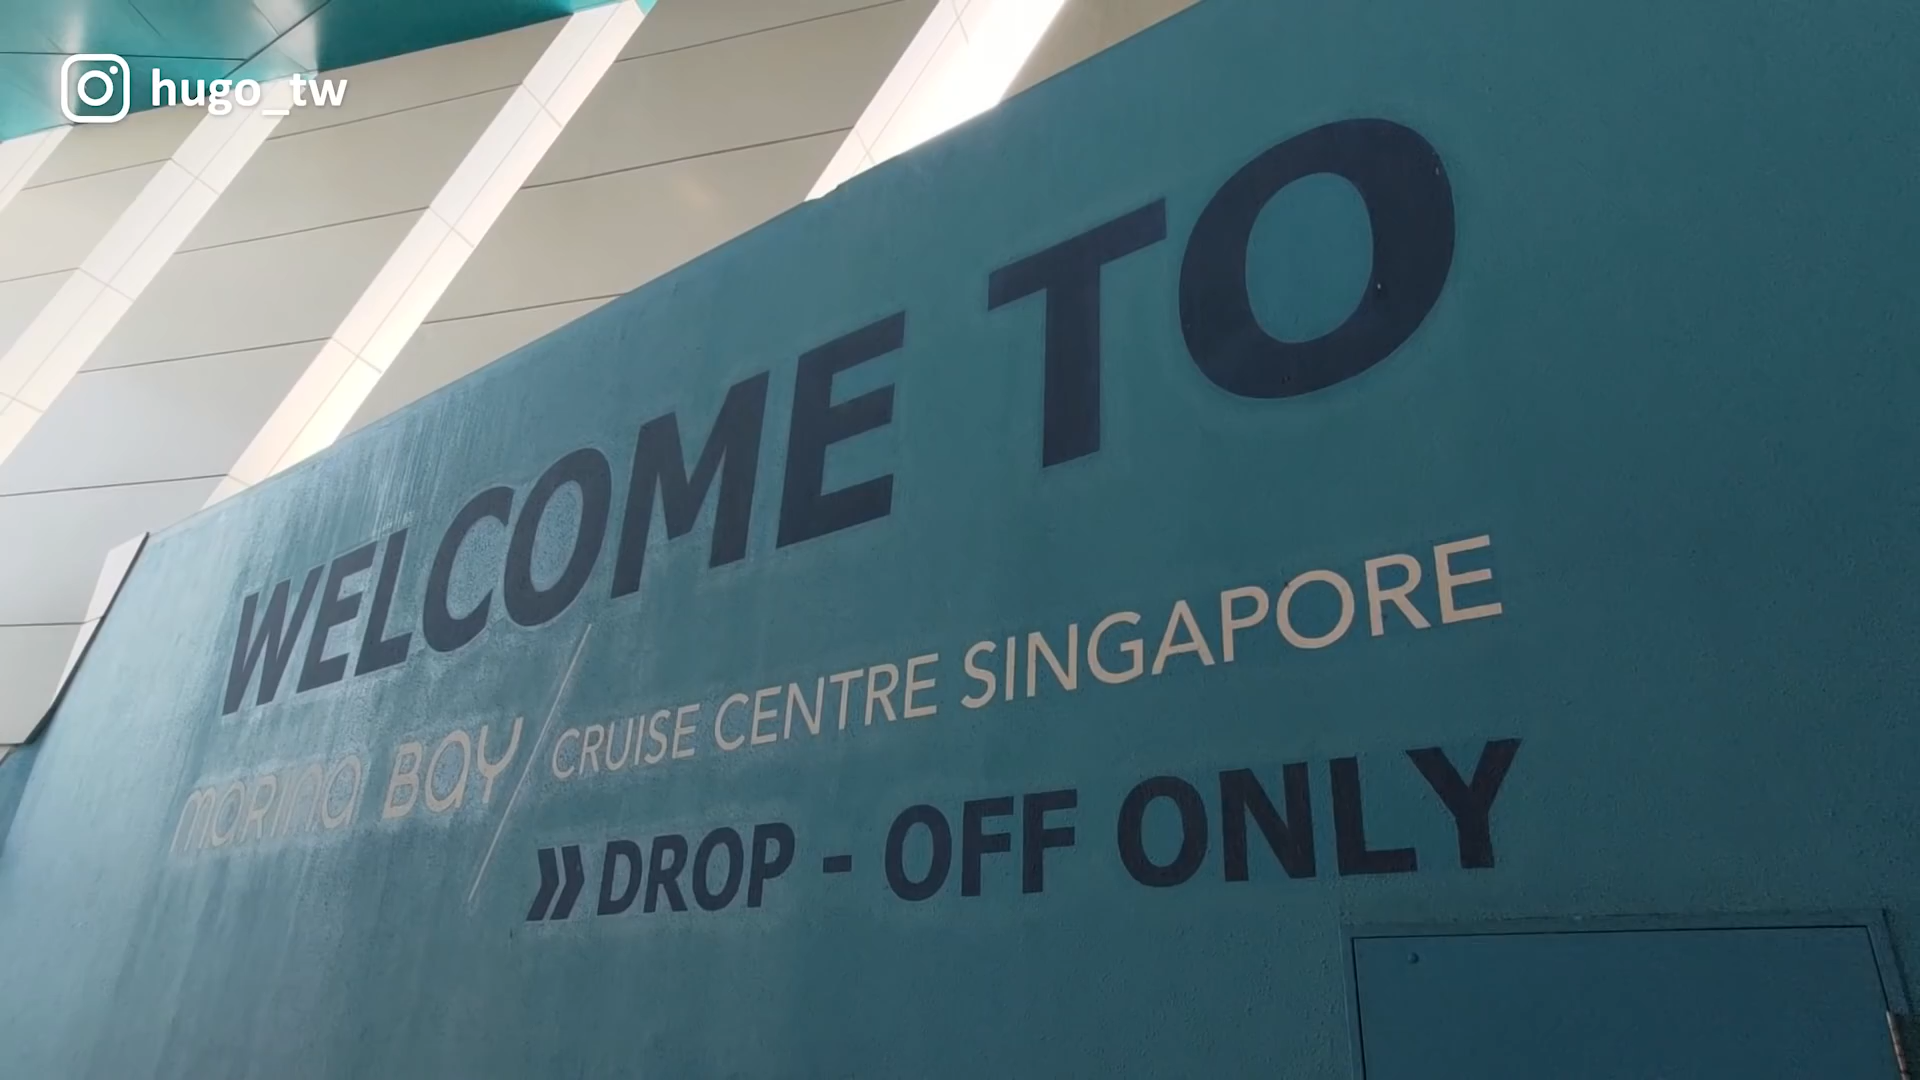 hugo_tw
WELCOME TO
MARINA BAY / CRUISE CENTRE SINGAPORE
» DROP - OFF ONLY